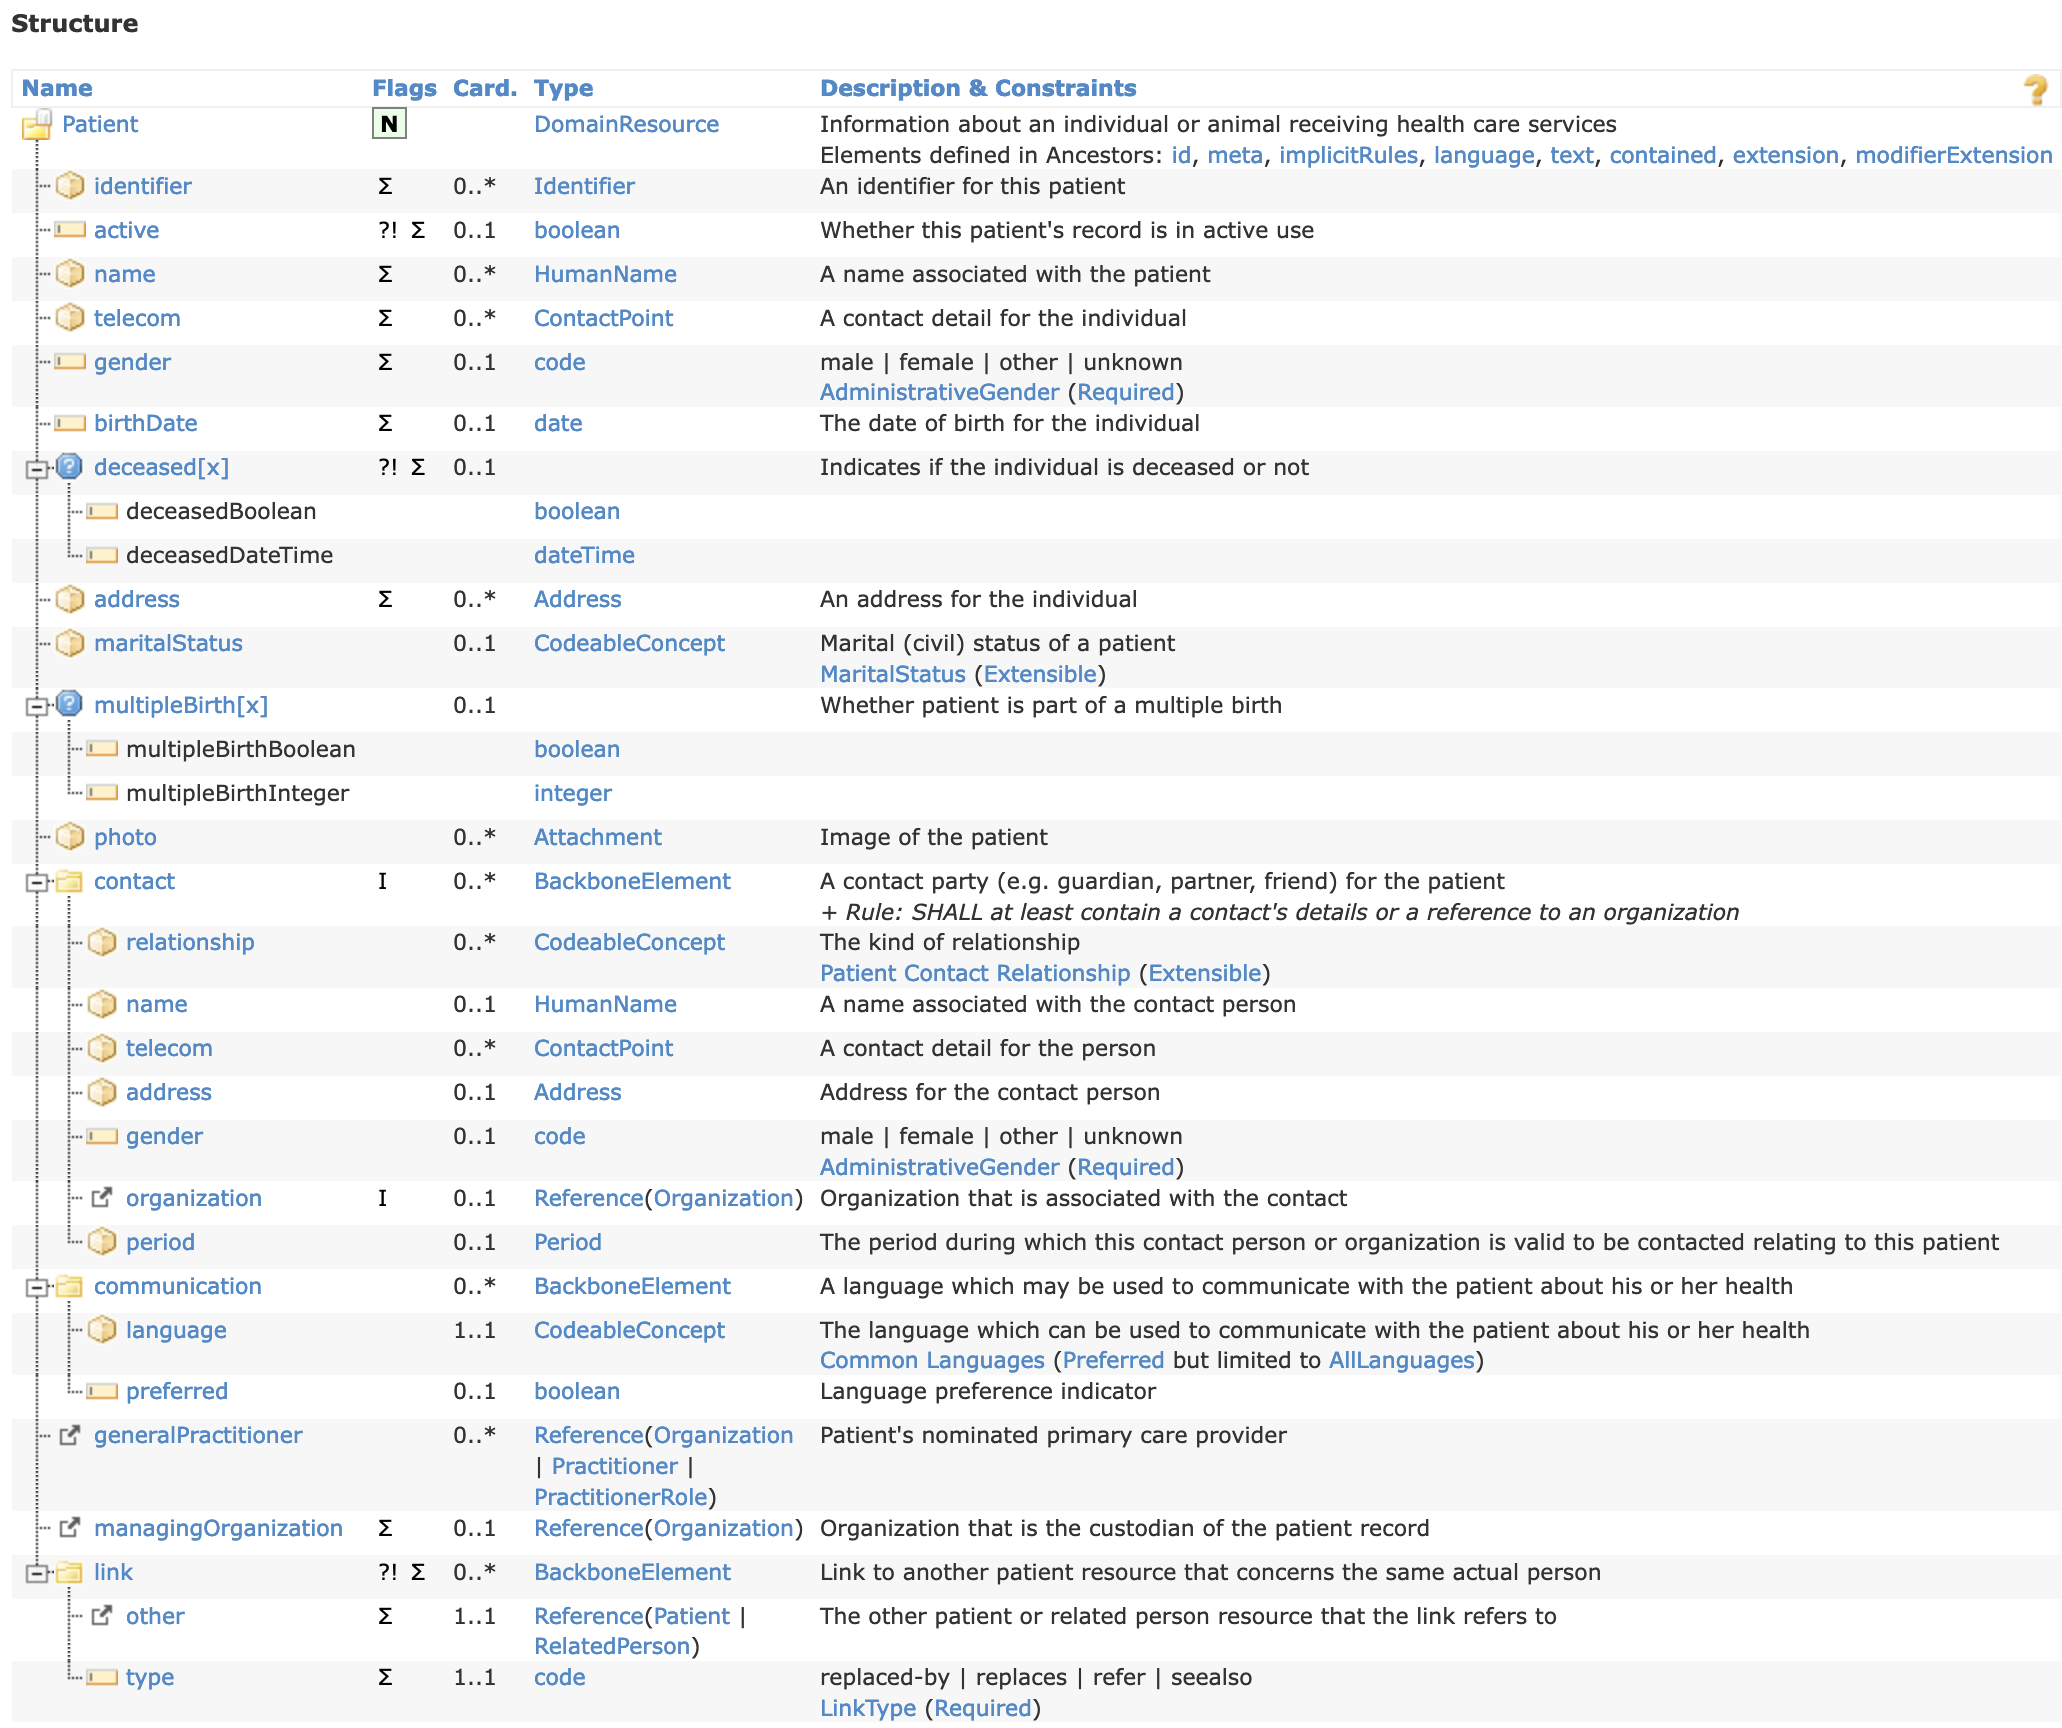 Structure
Name Flags Card. Type Description & Constraints
Patient N DomainResource Information about an individual or animal receiving health care services
Elements defined in Ancestors: id, meta, implicitRules, language, text, contained, extension, modifierExtension
identifier Σ 0..* Identifier An identifier for this patient
active ?! Σ 0..1 boolean Whether this patient's record is in active use
name Σ 0..* HumanName A name associated with the patient
telecom Σ 0..* ContactPoint A contact detail for the individual
gender Σ 0..1 code male | female | other | unknown
AdministrativeGender (Required)
birthDate Σ 0..1 date The date of birth for the individual
deceased[x] ?! Σ 0..1 Indicates if the individual is deceased or not
deceasedBoolean boolean
deceasedDateTime dateTime
address Σ 0..* Address An address for the individual
maritalStatus 0..1 CodeableConcept Marital (civil) status of a patient
MaritalStatus (Extensible)
multipleBirth[x] 0..1 Whether patient is part of a multiple birth
multipleBirthBoolean boolean
multipleBirthInteger integer
photo 0..* Attachment Image of the patient
contact I 0..* BackboneElement A contact party (e.g. guardian, partner, friend) for the patient
+ Rule: SHALL at least contain a contact's details or a reference to an organization
relationship 0..* CodeableConcept The kind of relationship
Patient Contact Relationship (Extensible)
name 0..1 HumanName A name associated with the contact person
telecom 0..* ContactPoint A contact detail for the person
address 0..1 Address Address for the contact person
gender 0..1 code male | female | other | unknown
AdministrativeGender (Required)
organization I 0..1 Reference(Organization) Organization that is associated with the contact
period 0..1 Period The period during which this contact person or organization is valid to be contacted relating to this patient
communication 0..* BackboneElement A language which may be used to communicate with the patient about his or her health
language 1..1 CodeableConcept The language which can be used to communicate with the patient about his or her health
Common Languages (Preferred but limited to AllLanguages)
preferred 0..1 boolean Language preference indicator
generalPractitioner 0..* Reference(Organization Patient's nominated primary care provider
| Practitioner |
PractitionerRole)
managingOrganization Σ 0..1 Reference(Organization) Organization that is the custodian of the patient record
link ?! Σ 0..* BackboneElement Link to another patient resource that concerns the same actual person
other Σ 1..1 Reference(Patient | The other patient or related person resource that the link refers to
RelatedPerson)
type Σ 1..1 code replaced-by | replaces | refer | seealso
LinkType (Required)